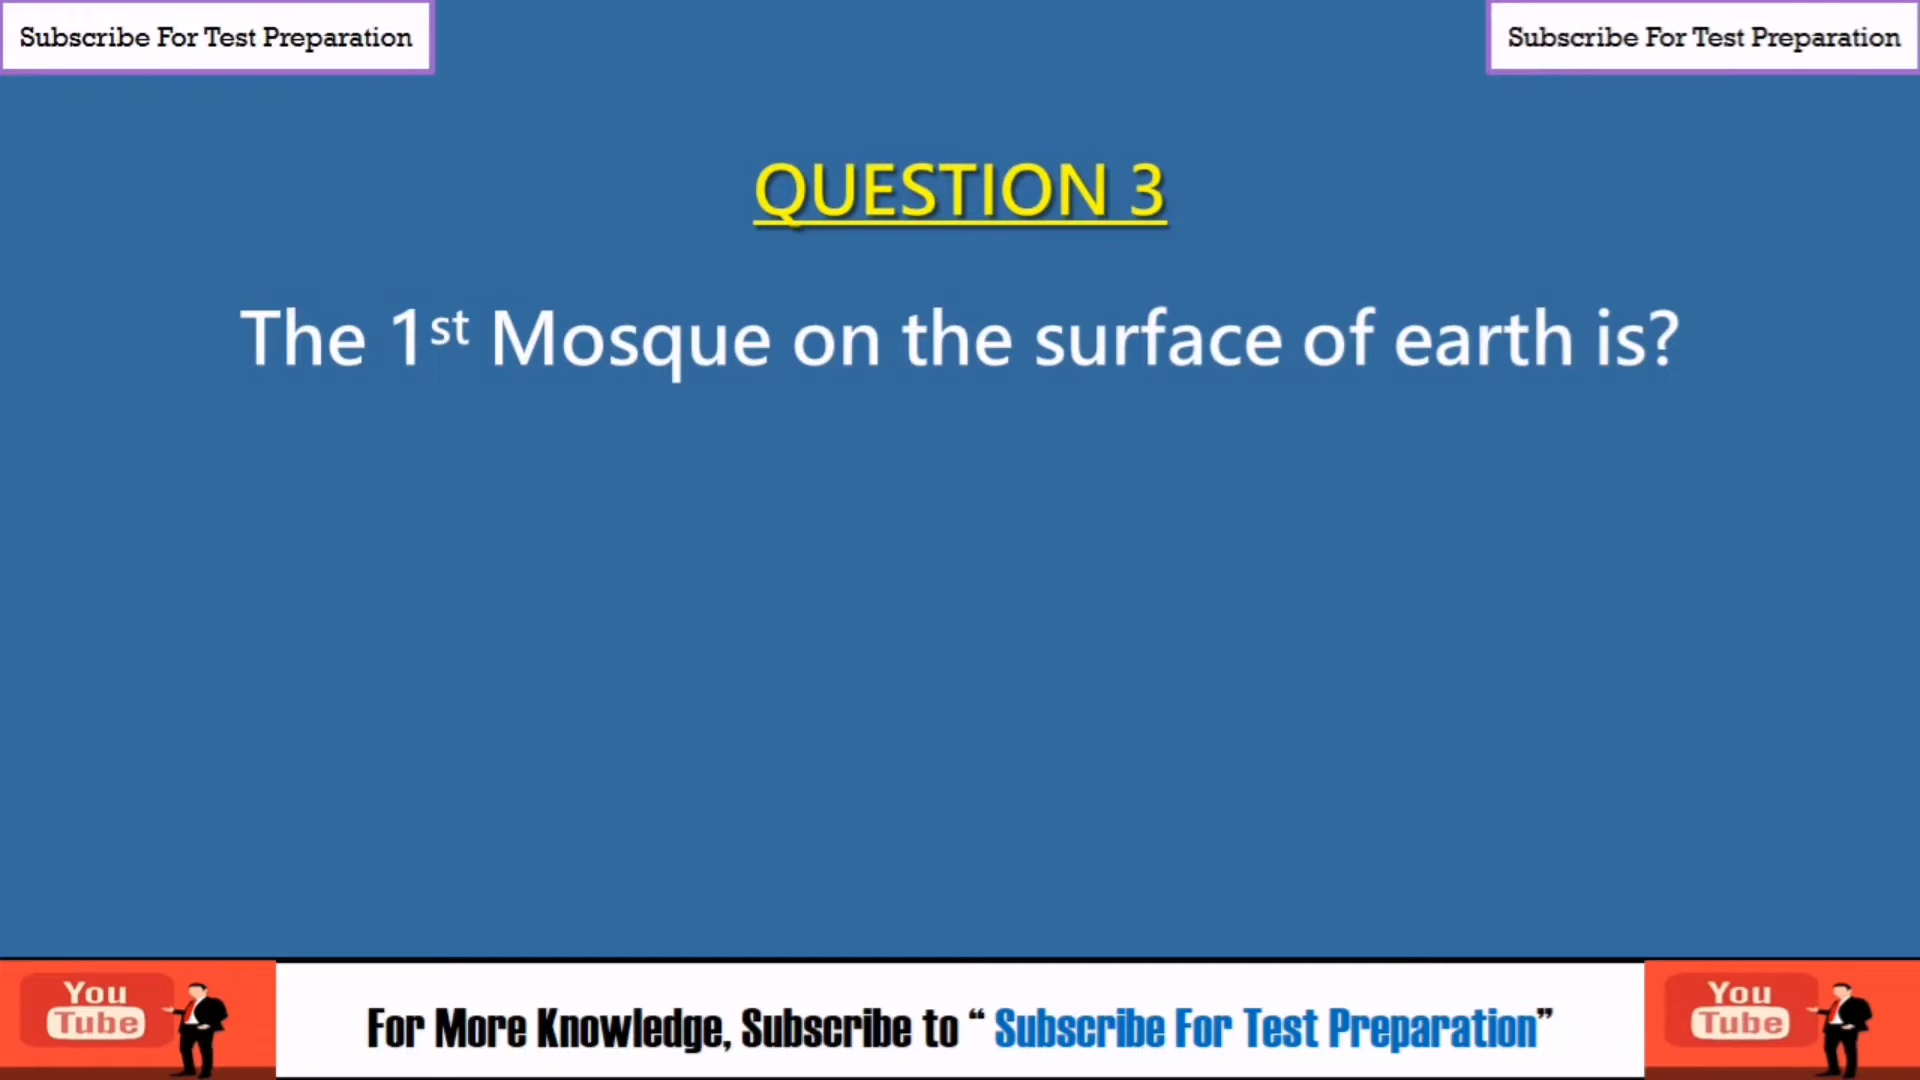 Subscribe For Test Preparation
Subscribe For Test Preparation
QUESTION 3
The 1st Mosque on the surface of earth is?
You
Tube
For More Knowledge, Subscribe to “ Subscribe For Test Preparation”
You
Tube